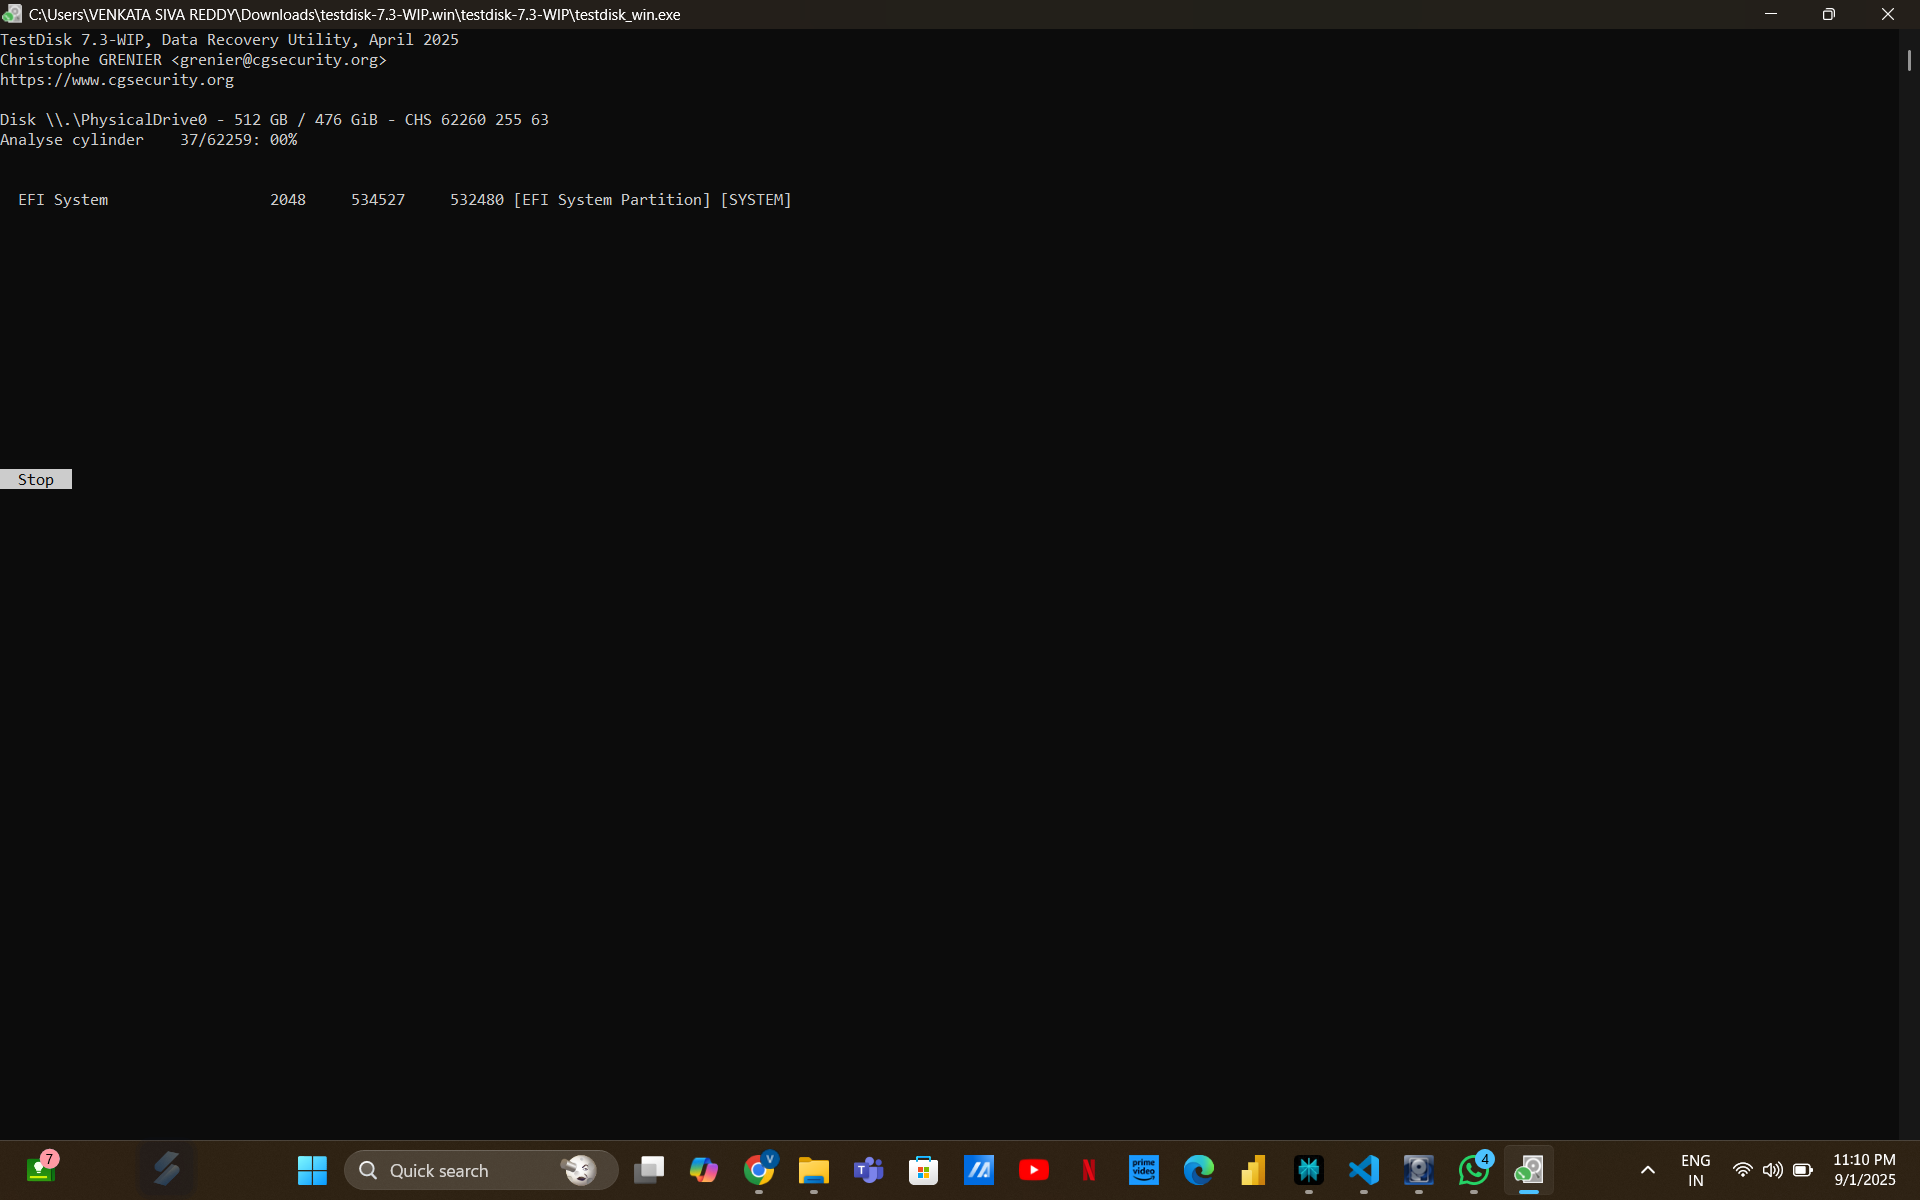 C:\Users\VENKATA SIVA REDDY\Downloads\testdisk-7.3-WIP.win\testdisk-7.3-WIP\testdisk_win.exe
TestDisk 7.3-WIP, Data Recovery Utility, April 2025
Christophe GRENIER <grenier@cgsecurity.org>
https://www.cgsecurity.org
Disk \\.\PhysicalDrive0 - 512 GB / 476 GiB - CHS 62260 255 63
Analyse cylinder    37/62259: 00%
EFI System                  2048     534527     532480 [EFI System Partition] [SYSTEM]
Stop
7
Quick search
V
T
N
prime video
4
ENG
IN
11:10 PM
9/1/2025